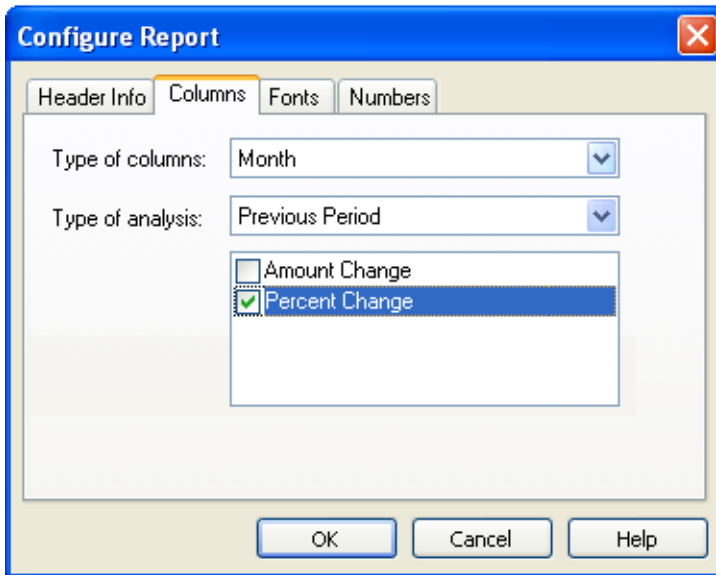 Configure Report
Header Info Columns Fonts Numbers
Type of columns: Month
Type of analysis: Previous Period
Amount Change
Percent Change
OK Cancel Help